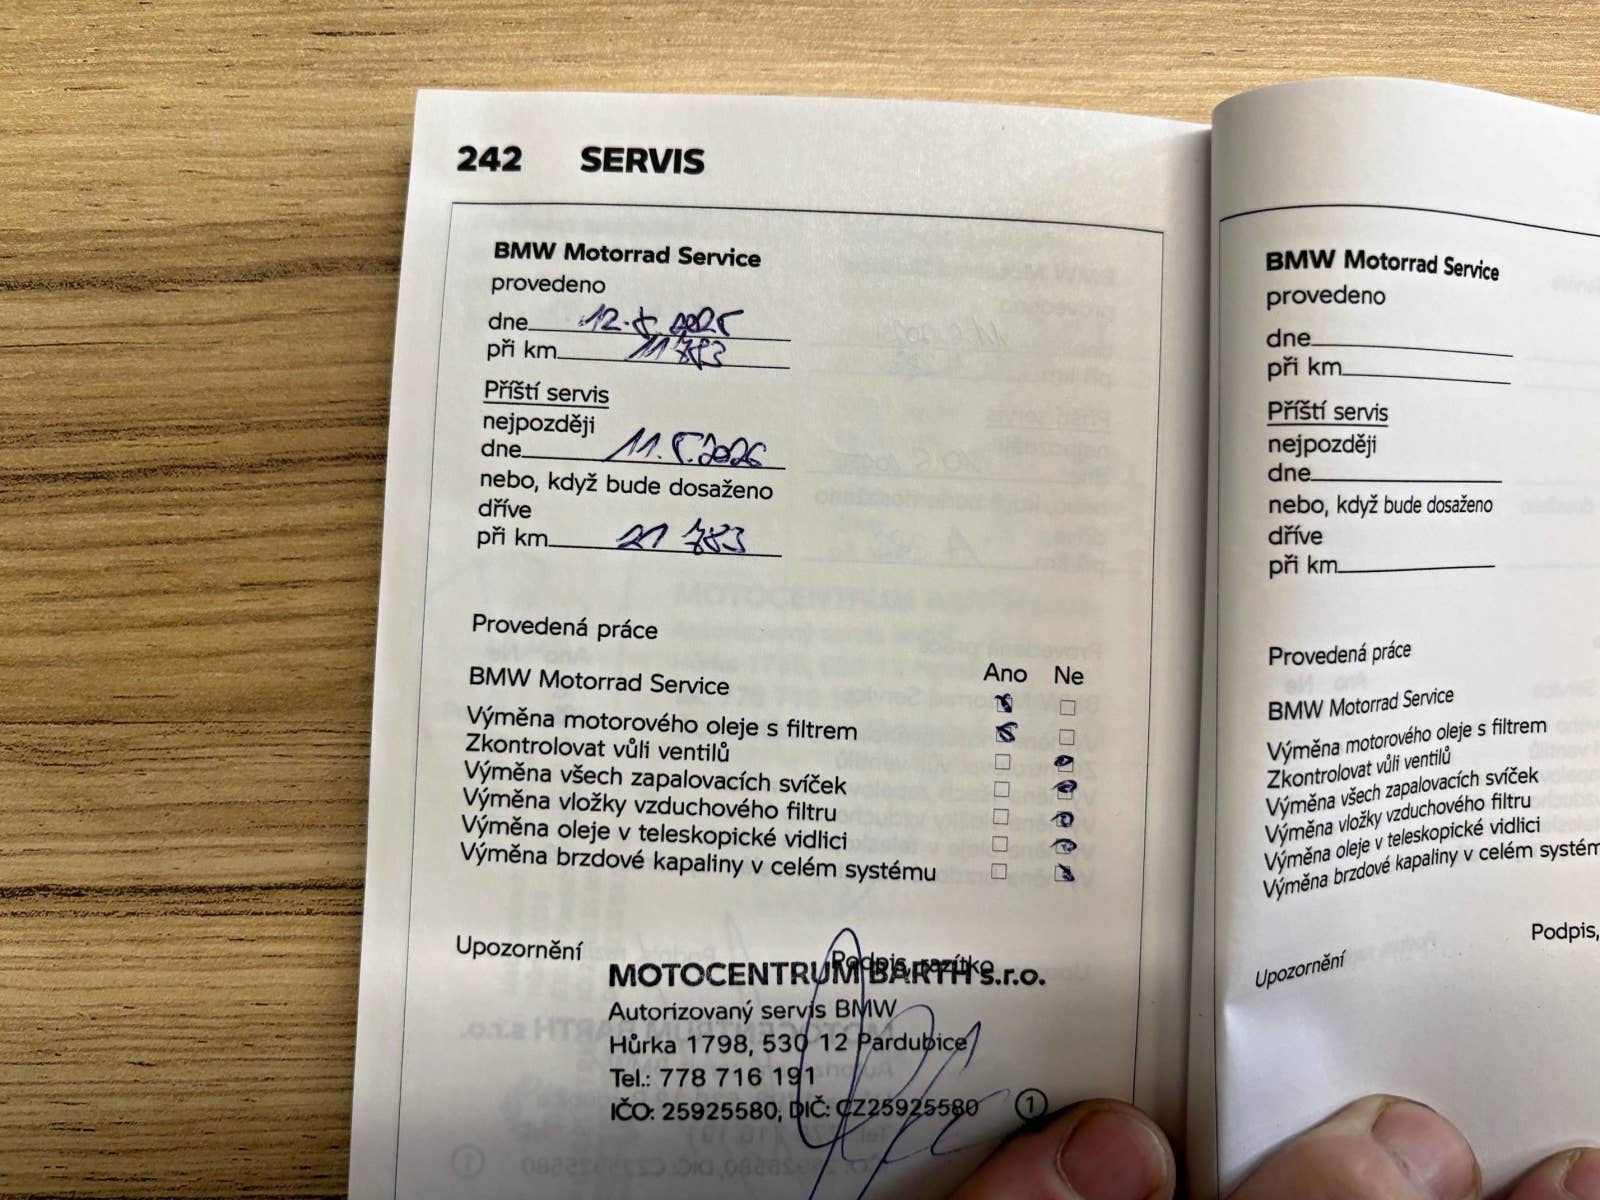 242 SERVIS
BMW Motorrad Service
provedeno
dne 12.5.2025
při km 11 783
Příští servis
nejpozději
dne 11.5.2026
nebo, když bude dosaženo
dříve
při km 21 783
Provedená práce
Ano Ne
BMW Motorrad Service
Výměna motorového oleje s filtrem
Zkontrolovat vůli ventilů
Výměna všech zapalovacích svíček
Výměna vložky vzduchového filtru
Výměna oleje v teleskopické vidlici
Výměna brzdové kapaliny v celém systému
Upozornění
Podpis, razítko
MOTOCENTRUM BARTH s.r.o.
Autorizovaný servis BMW
Hůrka 1798, 530 12 Pardubice
Tel.: 778 716 191
IČO: 25925580, DIČ: CZ25925580 1
BMW Motorrad Service
provedeno
dne
při km
Příští servis
nejpozději
dne
nebo, když bude dosaženo
dříve
při km
Provedená práce
BMW Motorrad Service
Výměna motorového oleje s filtrem
Zkontrolovat vůli ventilů
Výměna všech zapalovacích svíček
Výměna vložky vzduchového filtru
Výměna oleje v teleskopické vidlici
Výměna brzdové kapaliny v celém systém
Podpis,
Upozornění